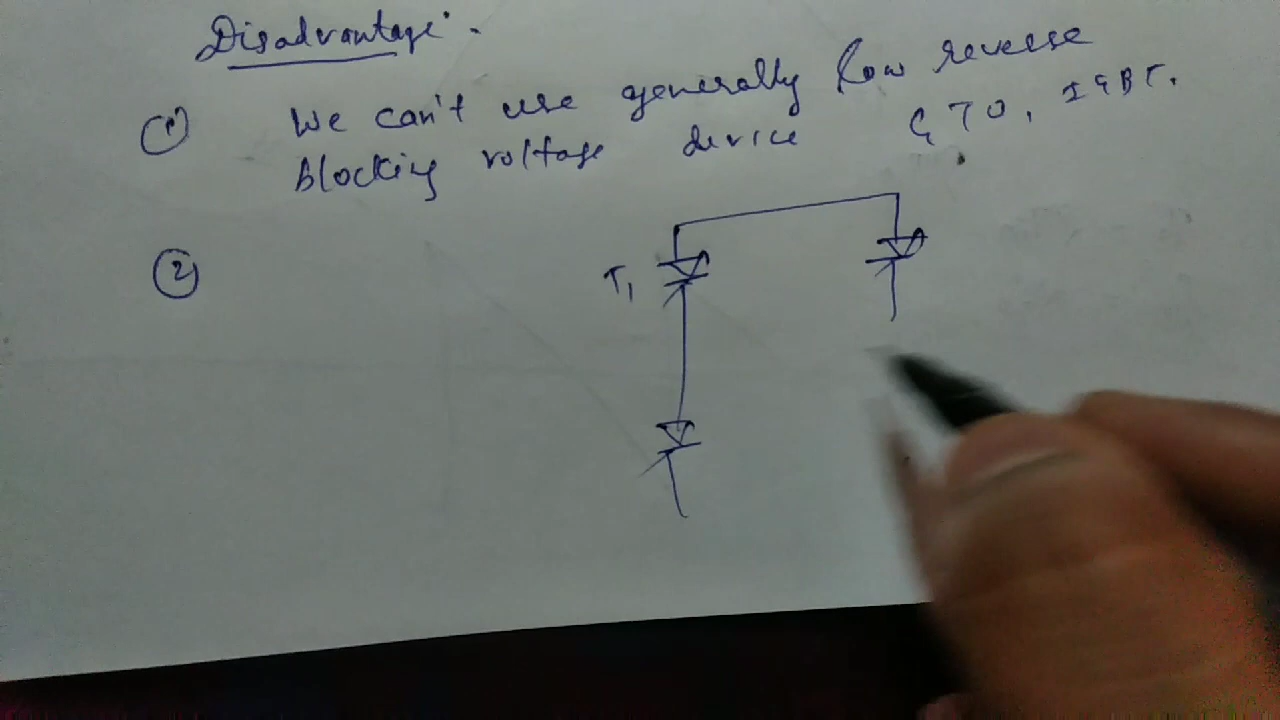 Disadvantage:
① We can't use generally low reverse
blocking voltage device GTO, IGBT.
②
T1